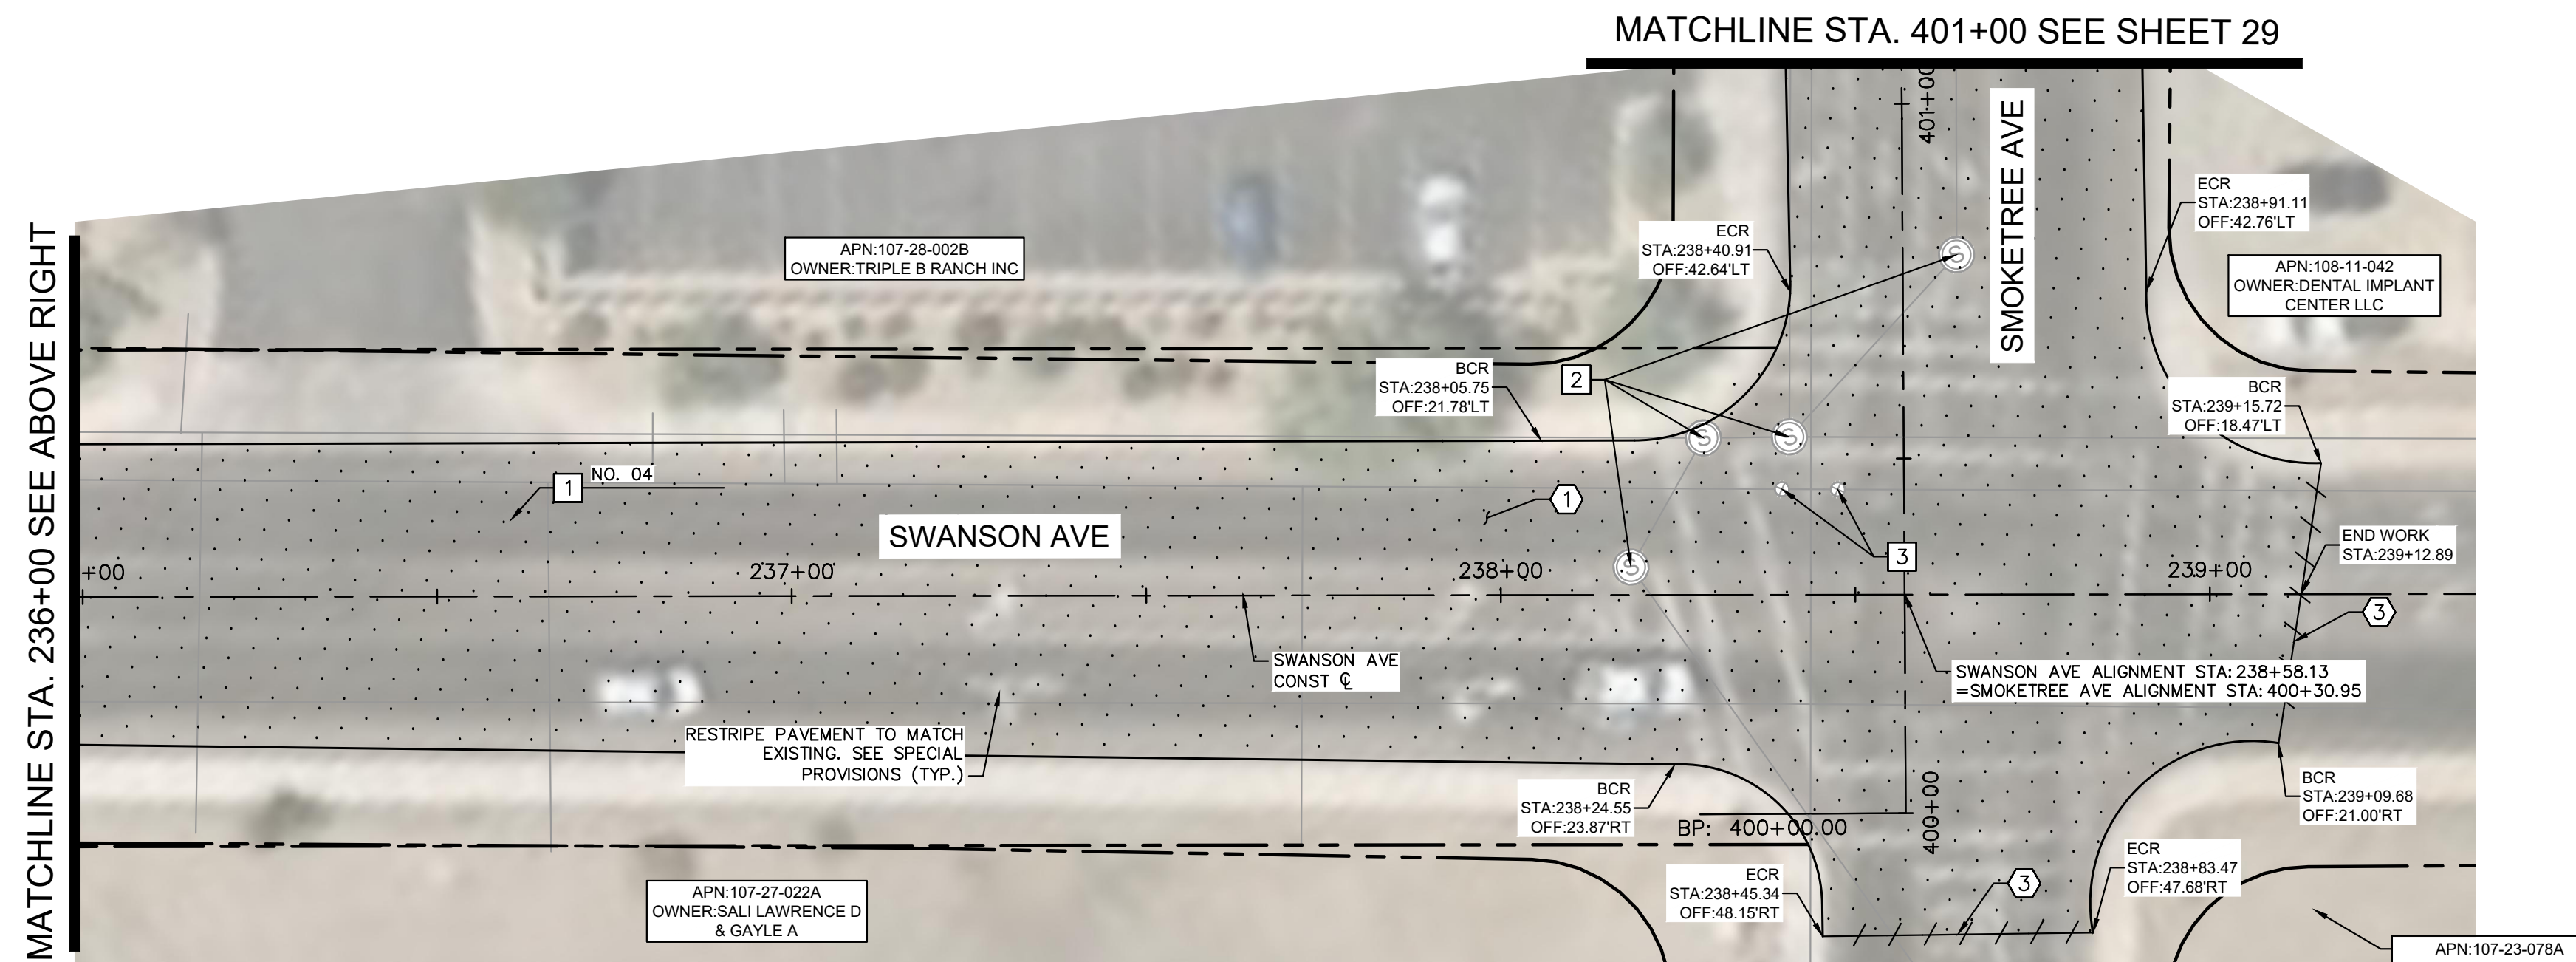 MATCHLINE STA. 401+00 SEE SHEET 29
MATCHLINE STA. 236+00 SEE ABOVE RIGHT
401+00
SMOKETREE AVE
ECR
STA:238+91.11
OFF:42.76'LT
APN:107-28-002B
OWNER:TRIPLE B RANCH INC
ECR
STA:238+40.91
OFF:42.64'LT
S
APN:108-11-042
OWNER:DENTAL IMPLANT
CENTER LLC
BCR
STA:238+05.75
OFF:21.78'LT
2
BCR
STA:239+15.72
OFF:18.47'LT
S
S
1
NO. 04
1
SWANSON AVE
END WORK
STA:239+12.89
3
S
+00
237+00
238+00
239+00
3
SWANSON AVE
CONST ℄
SWANSON AVE ALIGNMENT STA:238+58.13
=SMOKETREE AVE ALIGNMENT STA:400+30.95
RESTRIPE PAVEMENT TO MATCH
EXISTING. SEE SPECIAL
PROVISIONS (TYP.)
BCR
STA:238+24.55
OFF:23.87'RT
BP: 400+00.00
400+00
BCR
STA:239+09.68
OFF:21.00'RT
ECR
STA:238+83.47
OFF:47.68'RT
ECR
STA:238+45.34
OFF:48.15'RT
3
APN:107-27-022A
OWNER:SALI LAWRENCE D
& GAYLE A
APN:107-23-078A